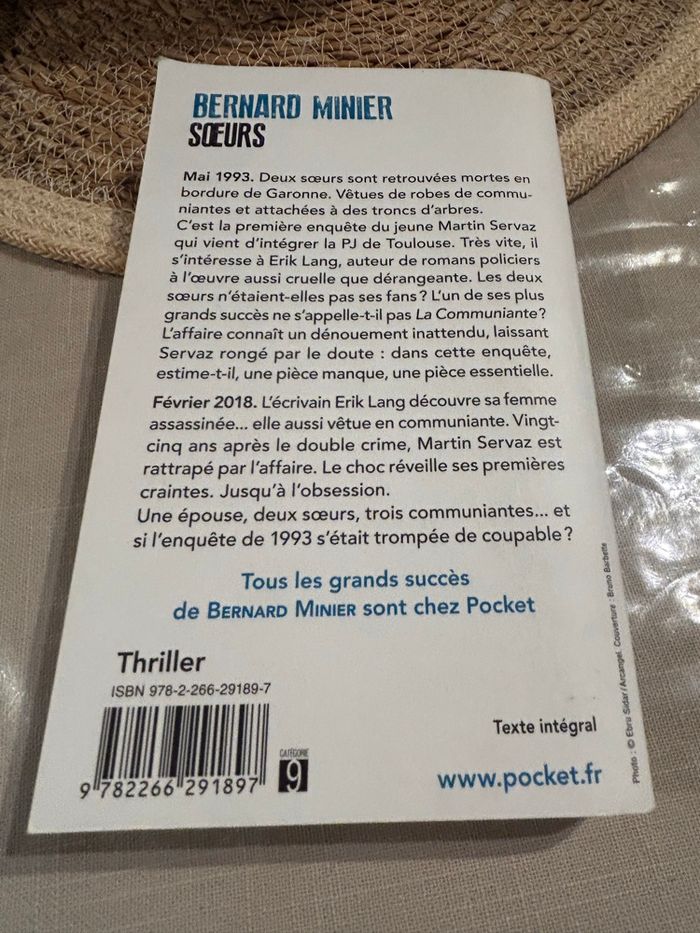 BERNARD MINIER
SŒURS
Mai 1993. Deux sœurs sont retrouvées mortes en
bordure de Garonne. Vêtues de robes de commu-
niantes et attachées à des troncs d'arbres.
C'est la première enquête du jeune Martin Servaz
qui vient d'intégrer la PJ de Toulouse. Très vite, il
s'intéresse à Erik Lang, auteur de romans policiers
à l'œuvre aussi cruelle que dérangeante. Les deux
sœurs n'étaient-elles pas ses fans ? L'un de ses plus
grands succès ne s'appelle-t-il pas La Communiante ?
L'affaire connaît un dénouement inattendu, laissant
Servaz rongé par le doute : dans cette enquête,
estime-t-il, une pièce manque, une pièce essentielle.
Février 2018. L'écrivain Erik Lang découvre sa femme
assassinée... elle aussi vêtue en communiante. Vingt-
cinq ans après le double crime, Martin Servaz est
rattrapé par l'affaire. Le choc réveille ses premières
craintes. Jusqu'à l'obsession.
Une épouse, deux sœurs, trois communiantes... et
si l'enquête de 1993 s'était trompée de coupable ?
Tous les grands succès
de BERNARD MINIER sont chez Pocket
Thriller
ISBN 978-2-266-29189-7
CATÉGORIE
9
9 782266 291897
Texte intégral
www.pocket.fr
Photo : © Ebru Sidar / Arcangel. Couverture : Bruno Barbette